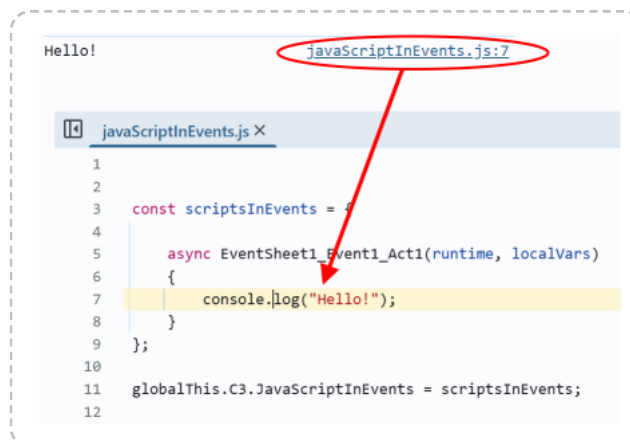 Hello! javaScriptInEvents.js:7
javaScriptInEvents.js ×
1
2
3 const scriptsInEvents = {
4
5 async EventSheet1_Event1_Act1(runtime, localVars)
6 {
7 console.log("Hello!");
8 }
9 };
10
11 globalThis.C3.JavaScriptInEvents = scriptsInEvents;
12